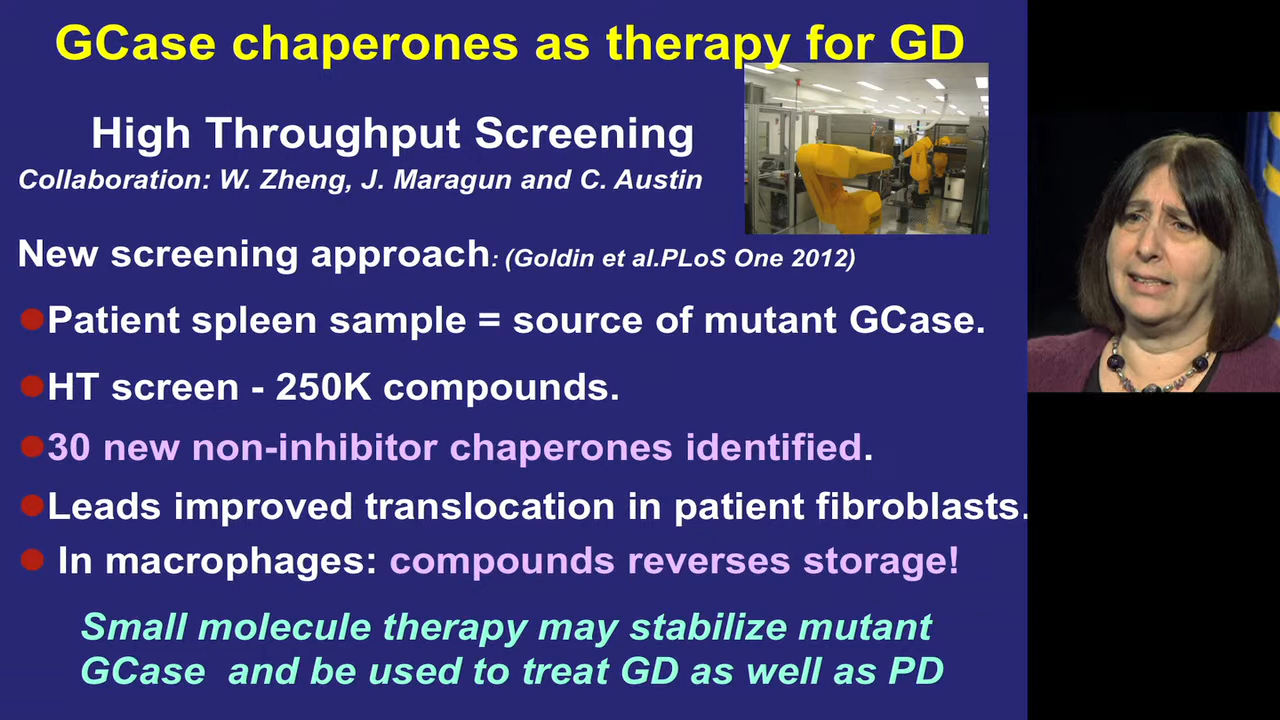 GCase chaperones as therapy for GD
High Throughput Screening
Collaboration: W. Zheng, J. Maragun and C. Austin
New screening approach: (Goldin et al.PLoS One 2012)
Patient spleen sample = source of mutant GCase.
HT screen - 250K compounds.
30 new non-inhibitor chaperones identified.
Leads improved translocation in patient fibroblasts.
In macrophages: compounds reverses storage!
Small molecule therapy may stabilize mutant
GCase and be used to treat GD as well as PD